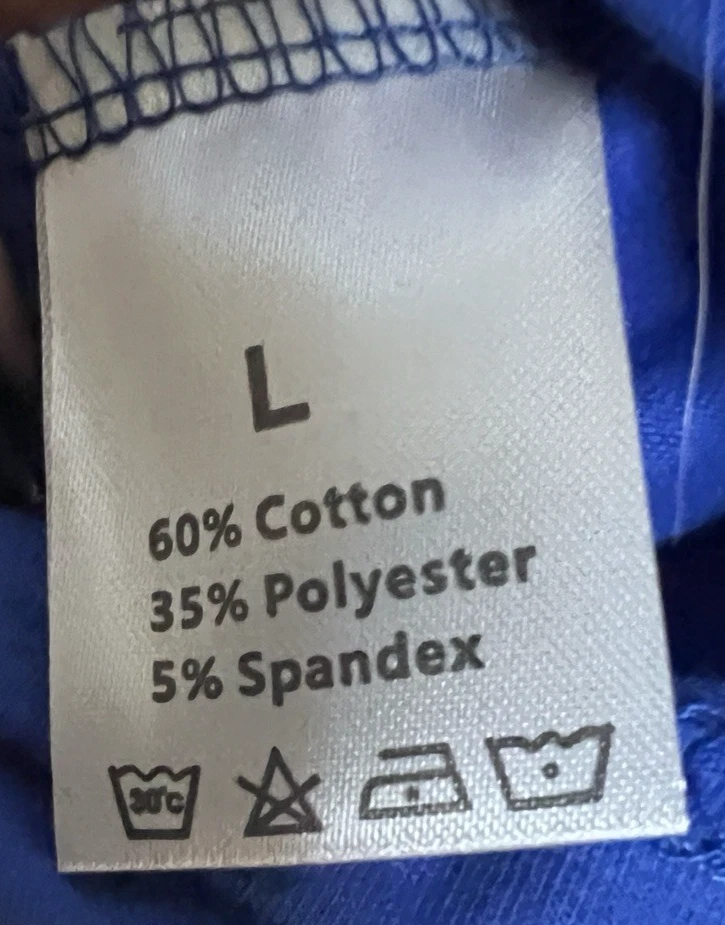 L
60% Cotton
35% Polyester
5% Spandex
30°C